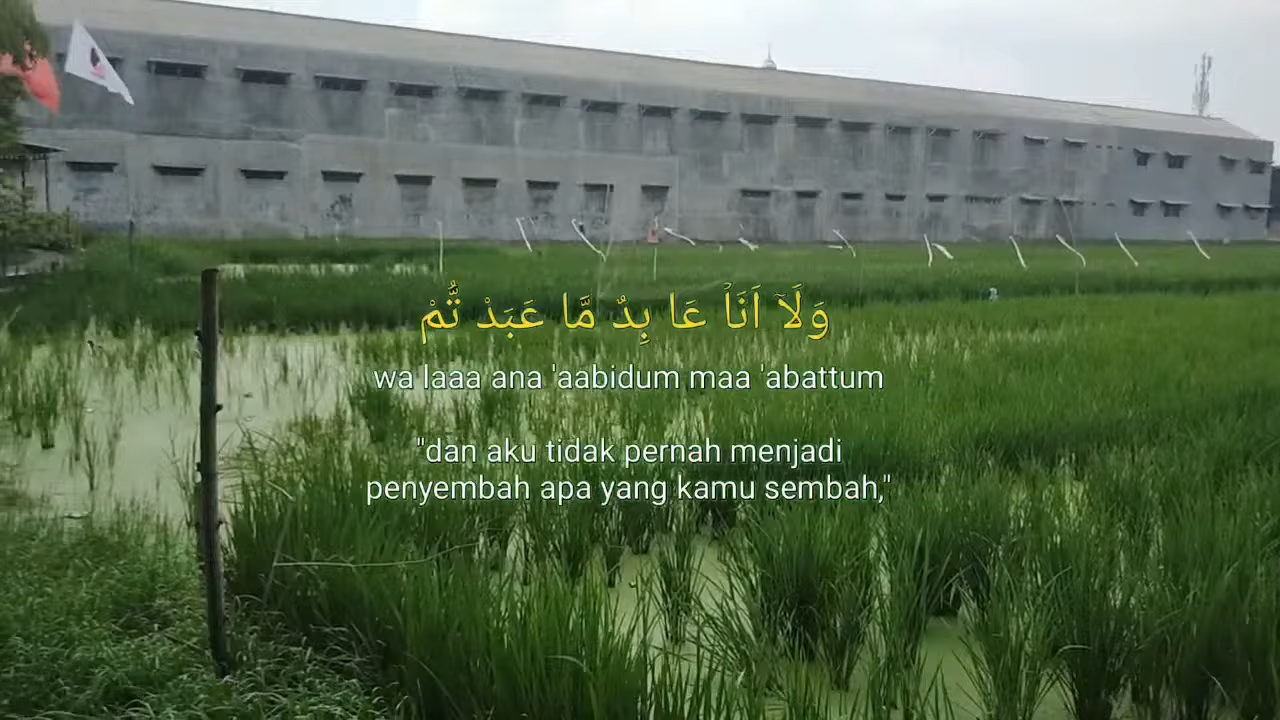 وَلَاۤ اَنَاۡ عَا بِدٌ مَّا عَبَدْ تُّمْ
wa laaa ana 'aabidum maa 'abattum
"dan aku tidak pernah menjadi
penyembah apa yang kamu sembah,"